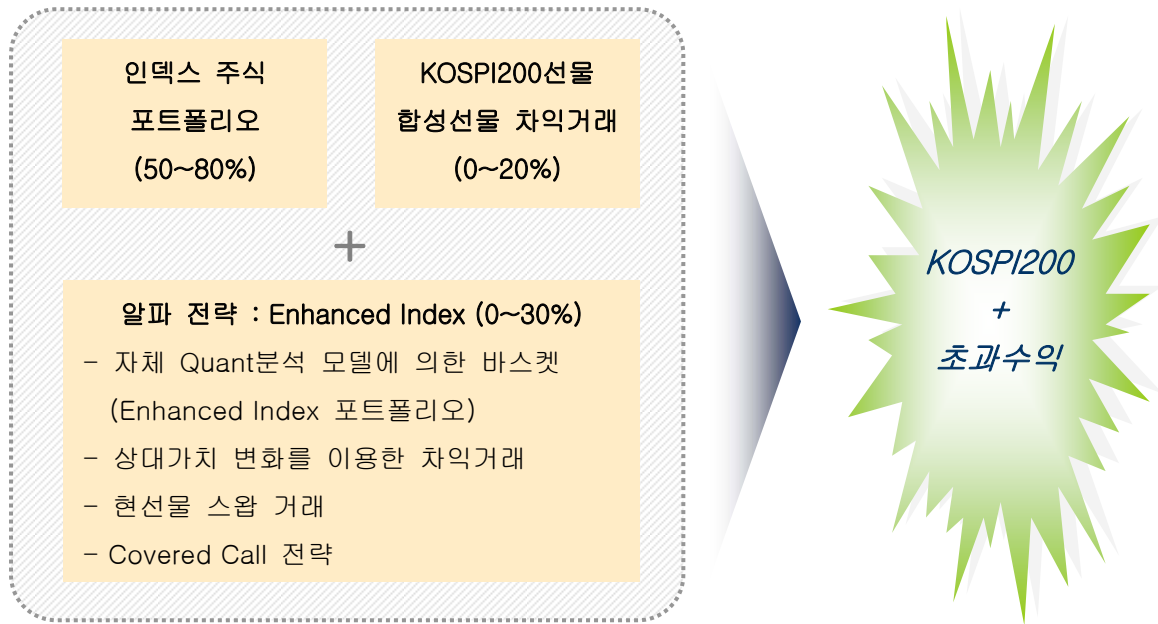 인덱스 주식
포트폴리오
(50~80%)
KOSPI200선물
합성선물 차익거래
(0~20%)
+
알파 전략 : Enhanced Index (0~30%)
- 자체 Quant분석 모델에 의한 바스켓
(Enhanced Index 포트폴리오)
- 상대가치 변화를 이용한 차익거래
- 현선물 스왑 거래
- Covered Call 전략
KOSPI200
+
초과수익